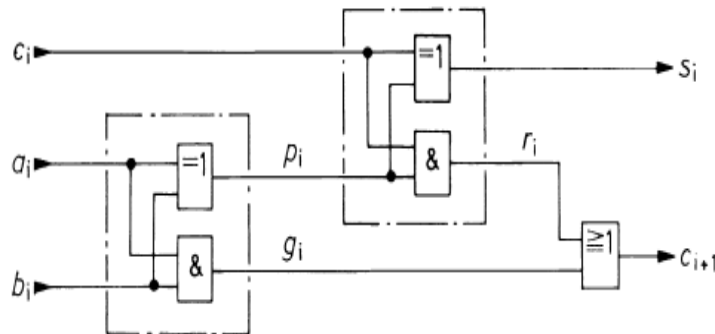 cᵢ
=1
sᵢ
aᵢ
=1
pᵢ
&
rᵢ
&
gᵢ
≥1
bᵢ
cᵢ₊₁